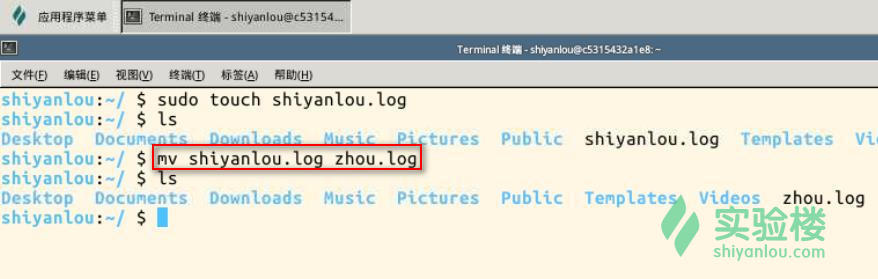 应用程序菜单 Terminal 终端 - shiyanlou@c53154...
Terminal 终端 - shiyanlou@c5315432a1e8: ~
文件(F) 编辑(E) 视图(V) 终端(T) 标签(A) 帮助(H)
shiyanlou:~/ $ sudo touch shiyanlou.log
shiyanlou:~/ $ ls
Desktop Documents Downloads Music Pictures Public shiyanlou.log Templates Vi
shiyanlou:~/ $ mv shiyanlou.log zhou.log
shiyanlou:~/ $ ls
Desktop Documents Downloads Music Pictures Public Templates Videos zhou.log
shiyanlou:~/ $
实验楼
shiyanlou.com